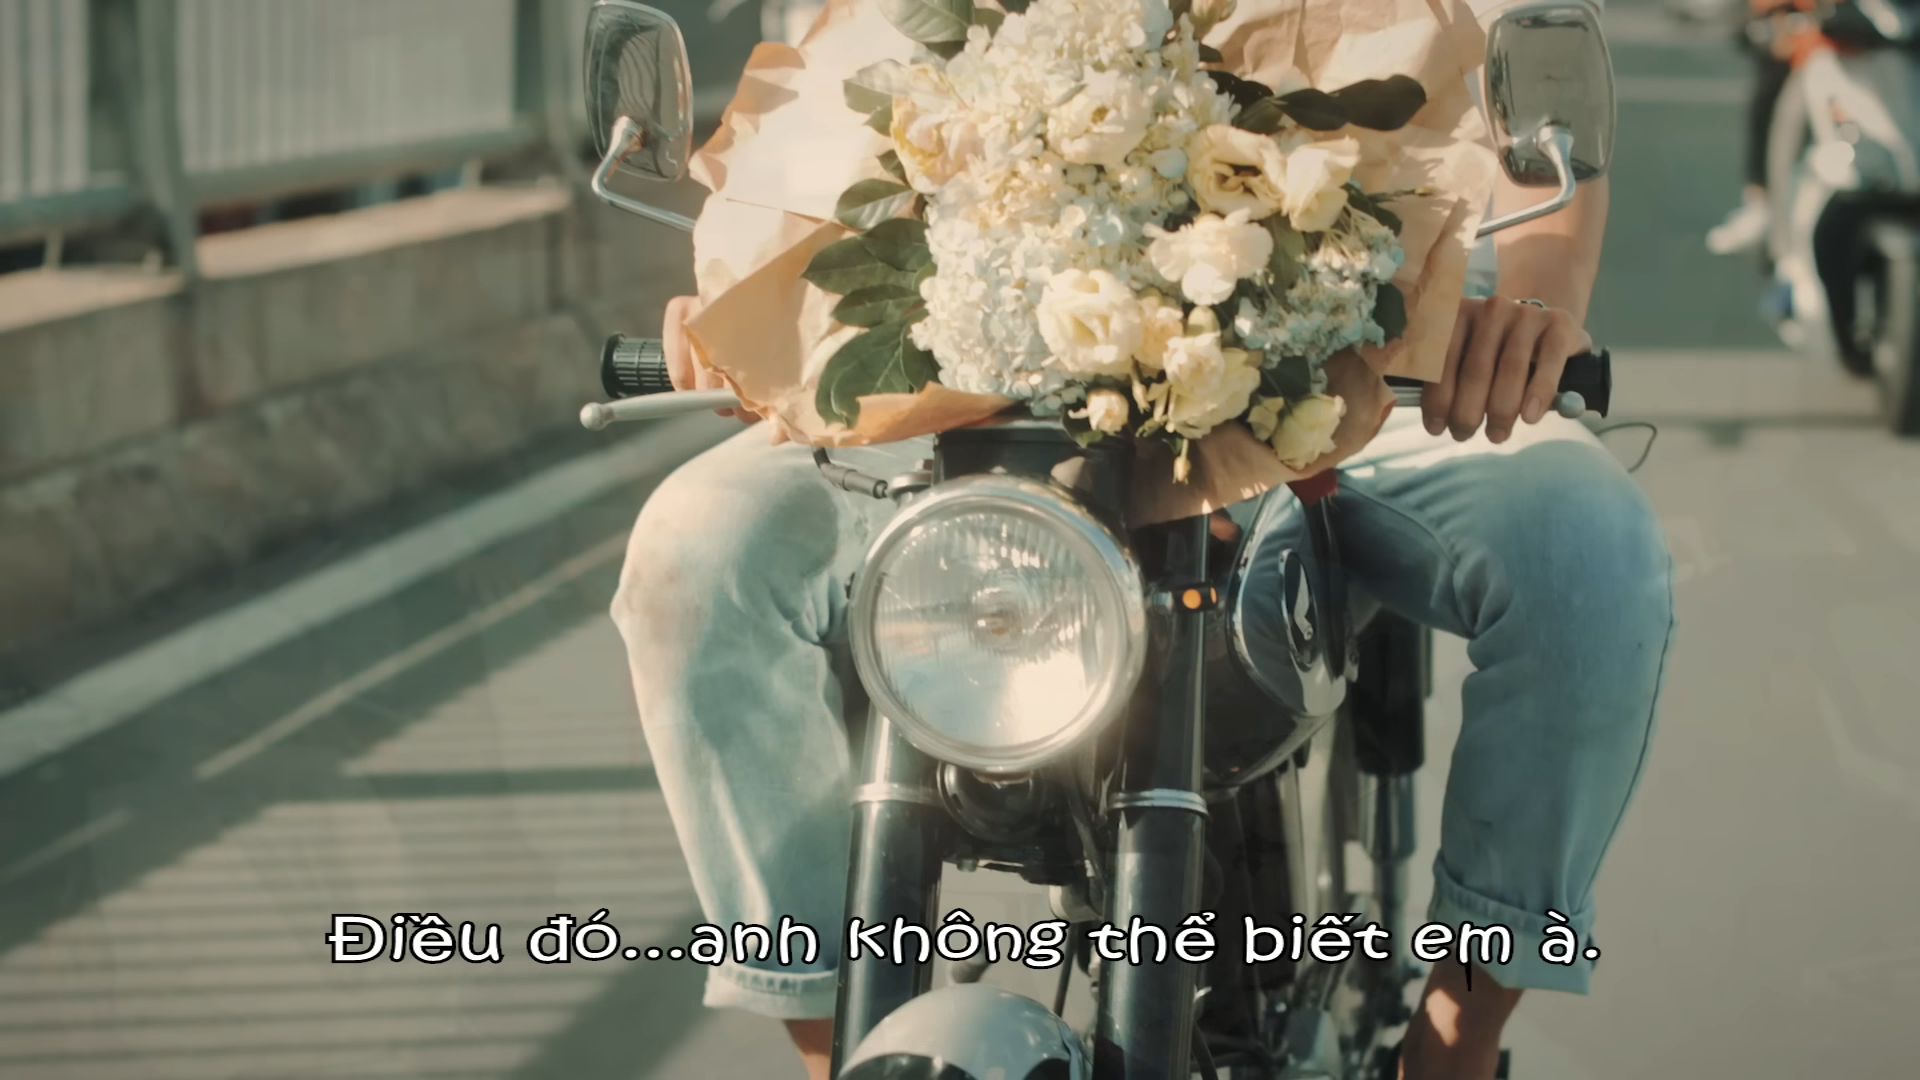 Điều đó...anh không thể biết em à.